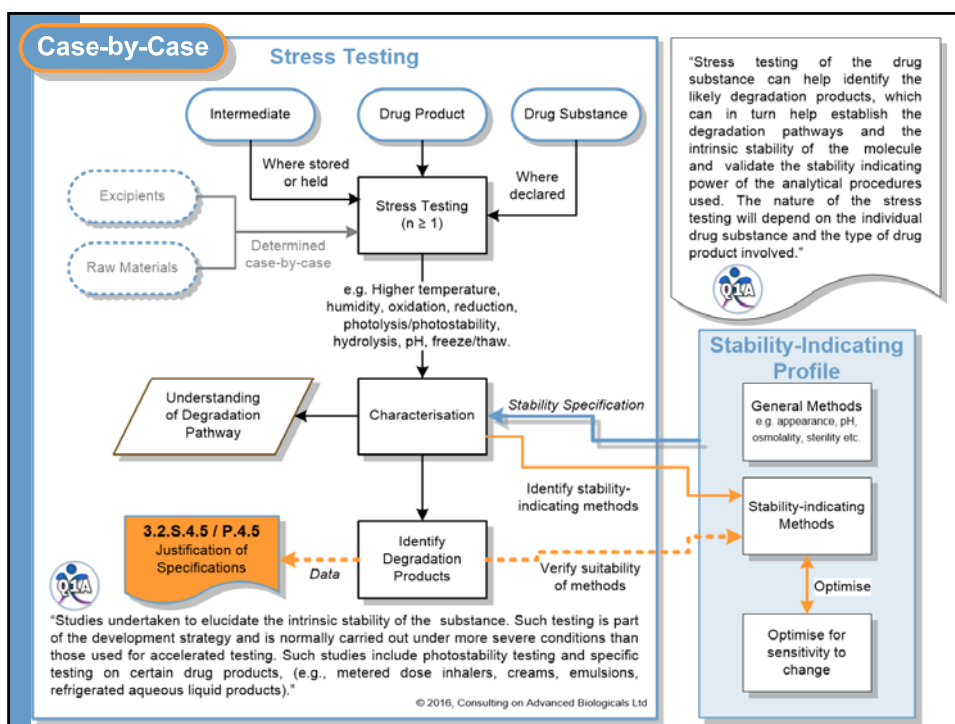 Case-by-Case
Stress Testing
Intermediate
Drug Product
Drug Substance
Where stored
or held
Where
declared
Excipients
Raw Materials
Determined
case-by-case
Stress Testing
(n ≥ 1)
e.g. Higher temperature,
humidity, oxidation, reduction,
photolysis/photostability,
hydrolysis, pH, freeze/thaw.
Understanding
of Degradation
Pathway
Characterisation
Stability Specification
Identify stability-
indicating methods
3.2.S.4.5 / P.4.5
Justification of
Specifications
Data
Identify
Degradation
Products
Verify suitability
of methods
Q1A
“Studies undertaken to elucidate the intrinsic stability of the substance. Such testing is part
of the development strategy and is normally carried out under more severe conditions than
those used for accelerated testing. Such studies include photostability testing and specific
testing on certain drug products, (e.g., metered dose inhalers, creams, emulsions,
refrigerated aqueous liquid products).”
© 2016, Consulting on Advanced Biologicals Ltd
“Stress testing of the drug
substance can help identify the
likely degradation products, which
can in turn help establish the
degradation pathways and the
intrinsic stability of the molecule
and validate the stability indicating
power of the analytical procedures
used. The nature of the stress
testing will depend on the individual
drug substance and the type of drug
product involved.”
Q1A
Stability-Indicating
Profile
General Methods
e.g. appearance, pH,
osmolality, sterility etc.
Stability-indicating
Methods
Optimise
Optimise for
sensitivity to
change